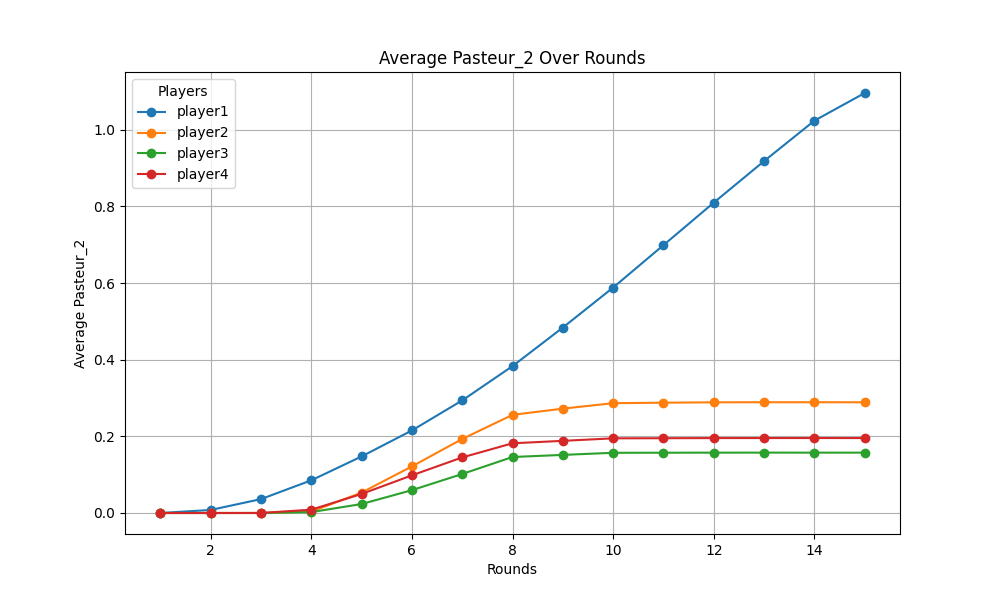 Average Pasteur_2 Over Rounds
Players
player1
player2
player3
player4
Average Pasteur_2
1.0
0.8
0.6
0.4
0.2
0.0
2 4 6 8 10 12 14
Rounds